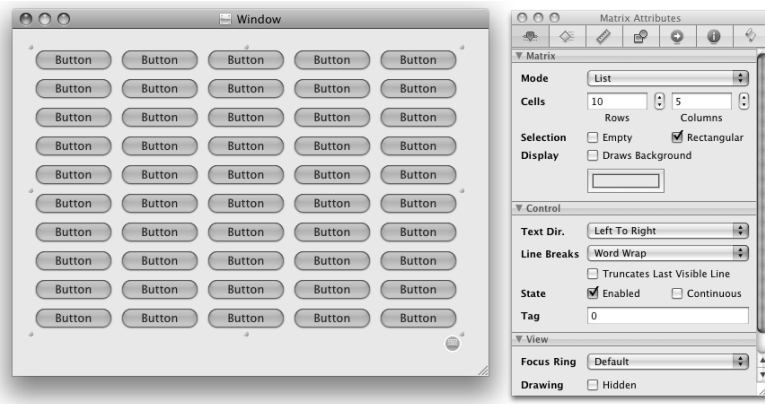 Window
Button Button Button Button Button
Button Button Button Button Button
Button Button Button Button Button
Button Button Button Button Button
Button Button Button Button Button
Button Button Button Button Button
Button Button Button Button Button
Button Button Button Button Button
Button Button Button Button Button
Button Button Button Button Button
Matrix Attributes
Matrix
Mode List
Cells 10 5
Rows Columns
Selection Empty Rectangular
Display Draws Background
Control
Text Dir. Left To Right
Line Breaks Word Wrap
Truncates Last Visible Line
State Enabled Continuous
Tag 0
View
Focus Ring Default
Drawing Hidden